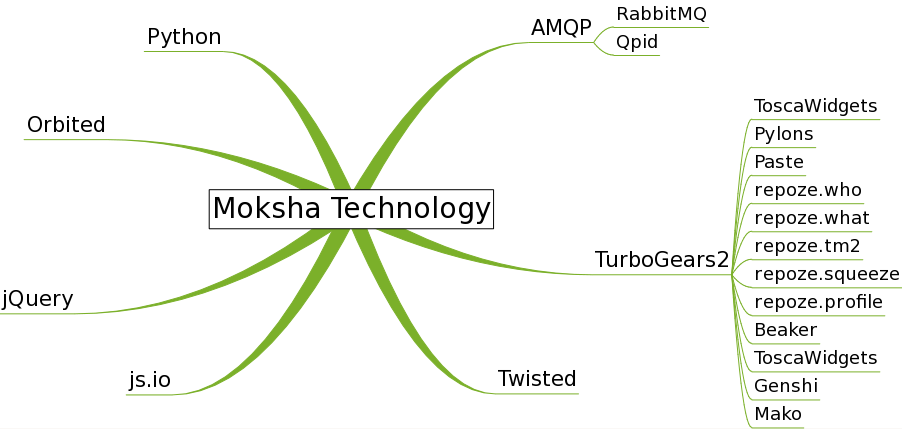 Moksha Technology
Python
Orbited
jQuery
js.io
AMQP
RabbitMQ
Qpid
TurboGears2
ToscaWidgets
Pylons
Paste
repoze.who
repoze.what
repoze.tm2
repoze.squeeze
repoze.profile
Beaker
ToscaWidgets
Genshi
Mako
Twisted